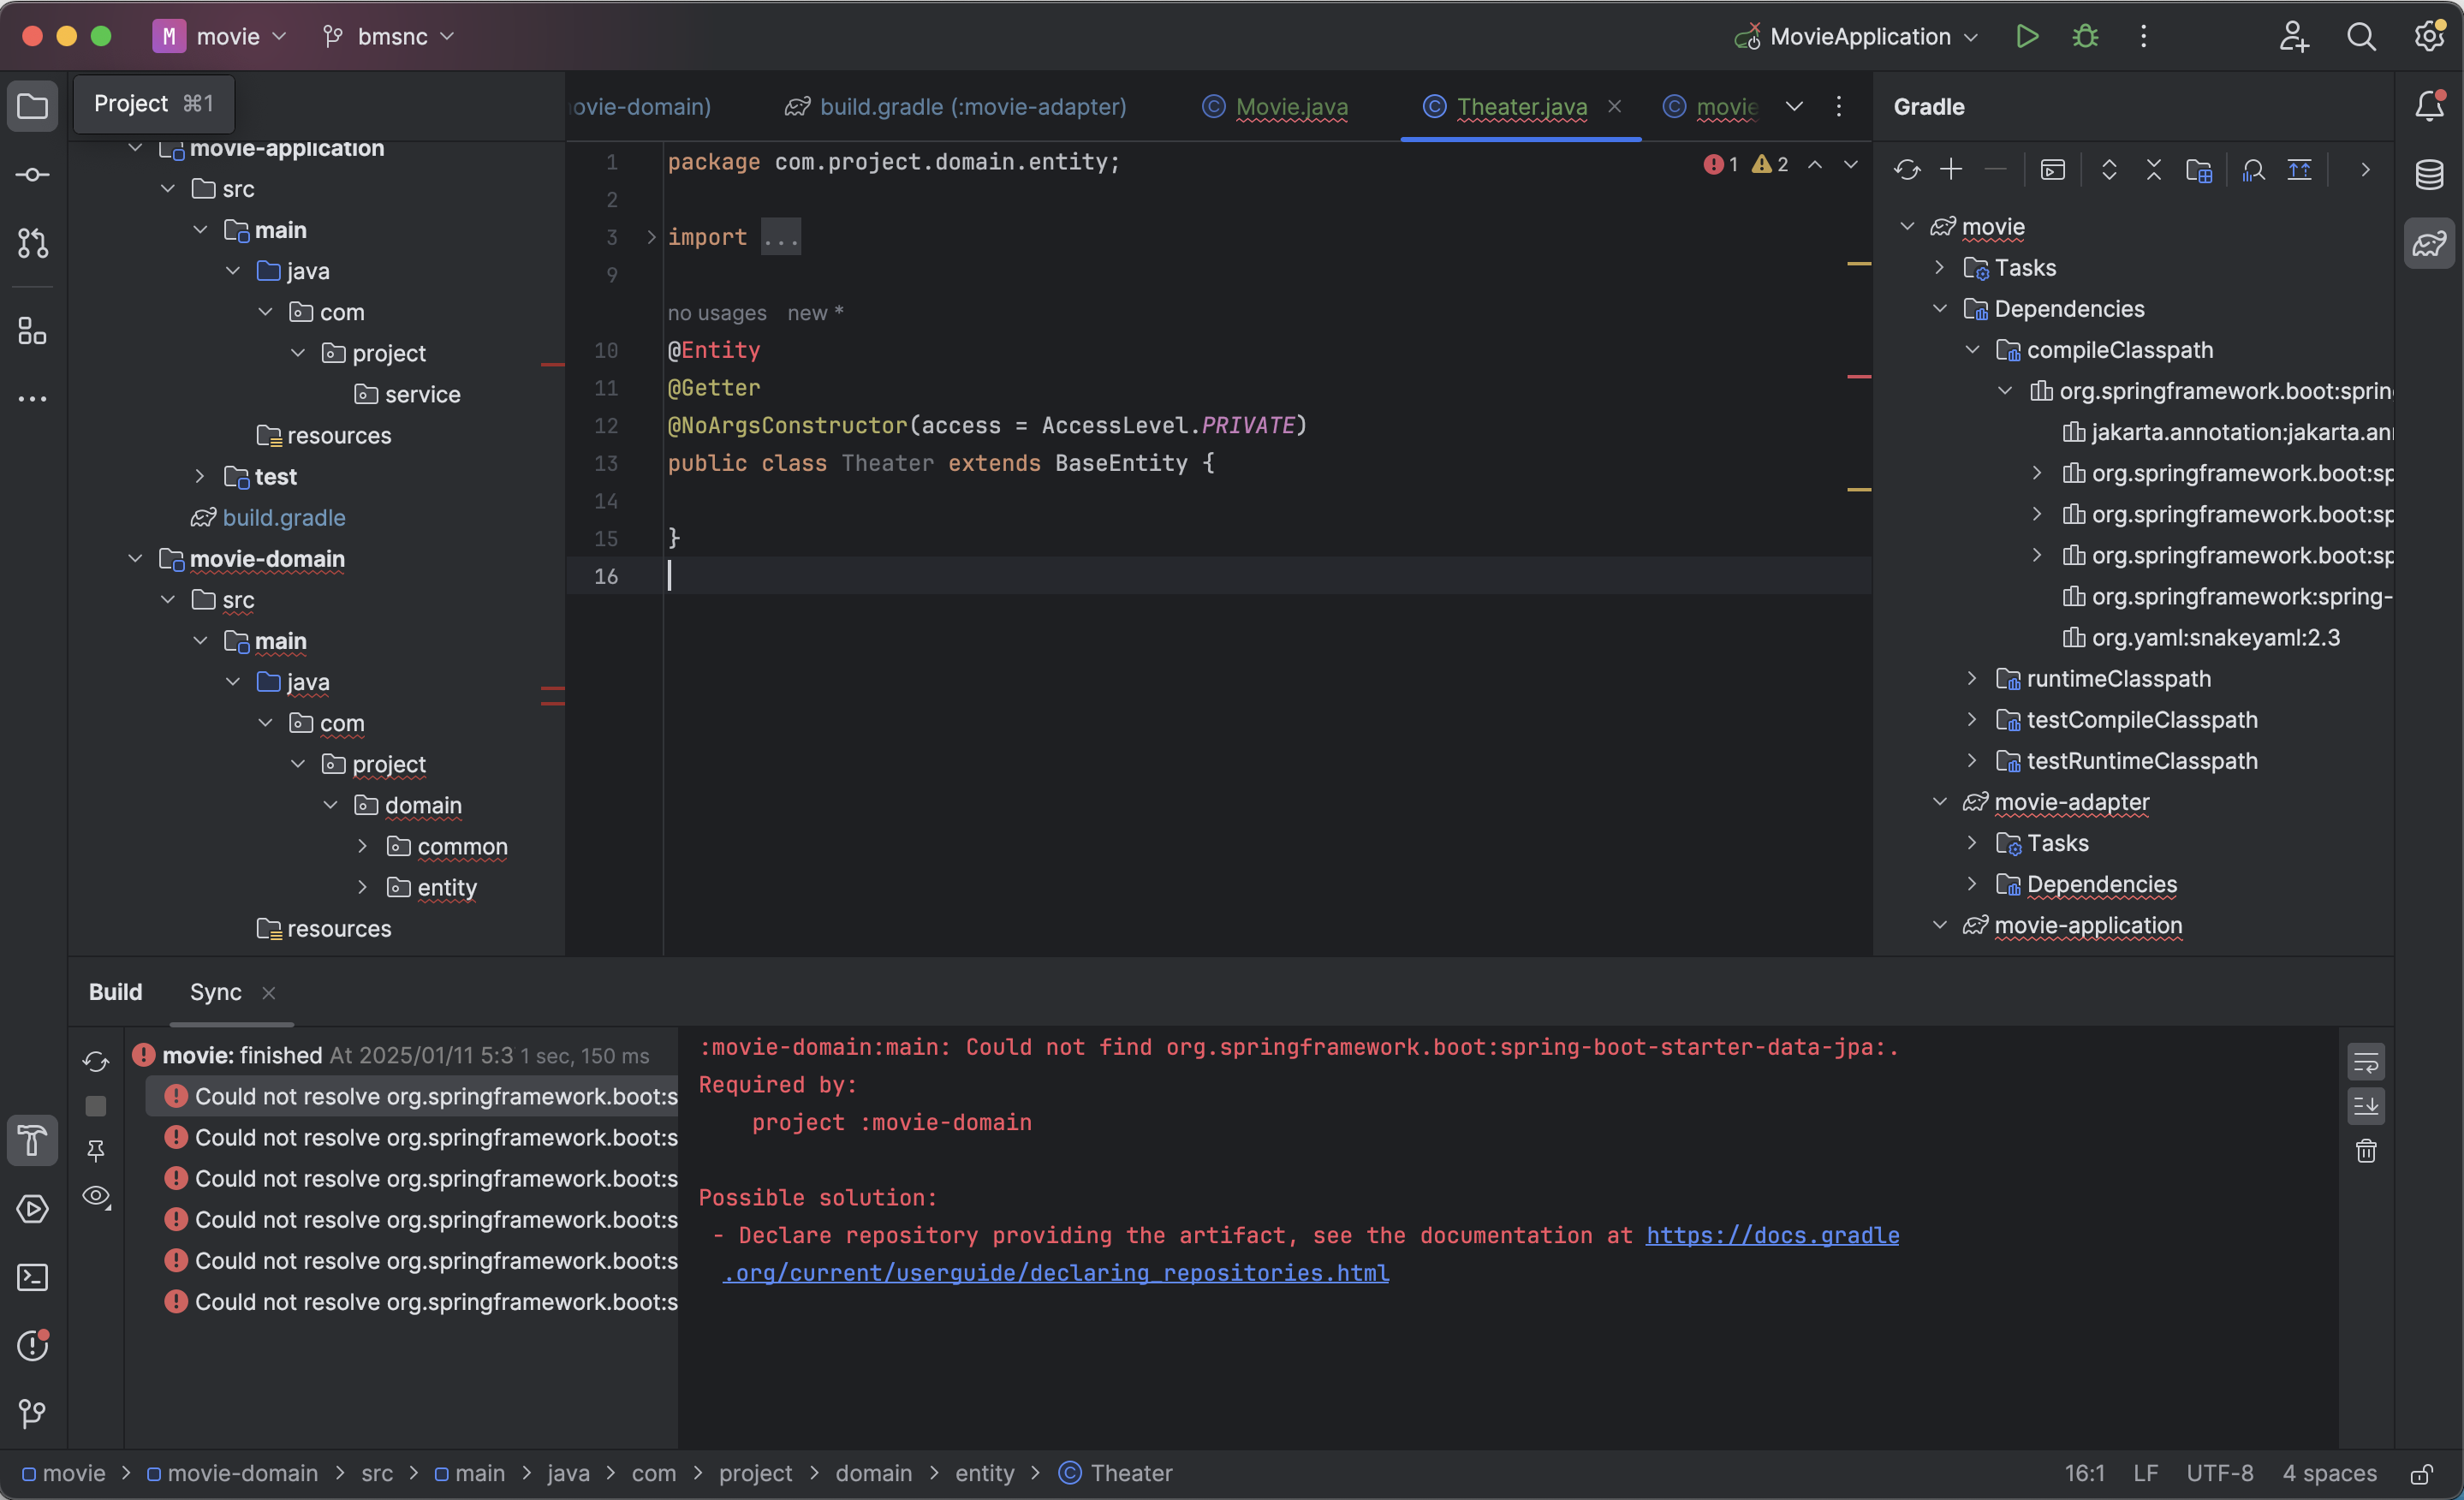 M movie bmsnc MovieApplication
Project ⌘1
movie-application
src
main
java
com
project
service
resources
test
build.gradle
movie-domain
src
main
java
com
project
domain
common
entity
resources
ovie-domain) build.gradle (:movie-adapter) Movie.java Theater.java movie
1 package com.project.domain.entity;
2
3 import ...
9
no usages new *
10 @Entity
11 @Getter
12 @NoArgsConstructor(access = AccessLevel.PRIVATE)
13 public class Theater extends BaseEntity {
14
15 }
16
1 2
Gradle
movie
Tasks
Dependencies
compileClasspath
org.springframework.boot:sprin
jakarta.annotation:jakarta.an
org.springframework.boot:sp
org.springframework.boot:sp
org.springframework.boot:sp
org.springframework:spring-
org.yaml:snakeyaml:2.3
runtimeClasspath
testCompileClasspath
testRuntimeClasspath
movie-adapter
Tasks
Dependencies
movie-application
Build Sync
movie: finished At 2025/01/11 5:3 1 sec, 150 ms
Could not resolve org.springframework.boot:s
Could not resolve org.springframework.boot:s
Could not resolve org.springframework.boot:s
Could not resolve org.springframework.boot:s
Could not resolve org.springframework.boot:s
Could not resolve org.springframework.boot:s
:movie-domain:main: Could not find org.springframework.boot:spring-boot-starter-data-jpa:.
Required by:
project :movie-domain
Possible solution:
- Declare repository providing the artifact, see the documentation at https://docs.gradle
.org/current/userguide/declaring_repositories.html
movie > movie-domain > src > main > java > com > project > domain > entity > Theater
16:1 LF UTF-8 4 spaces